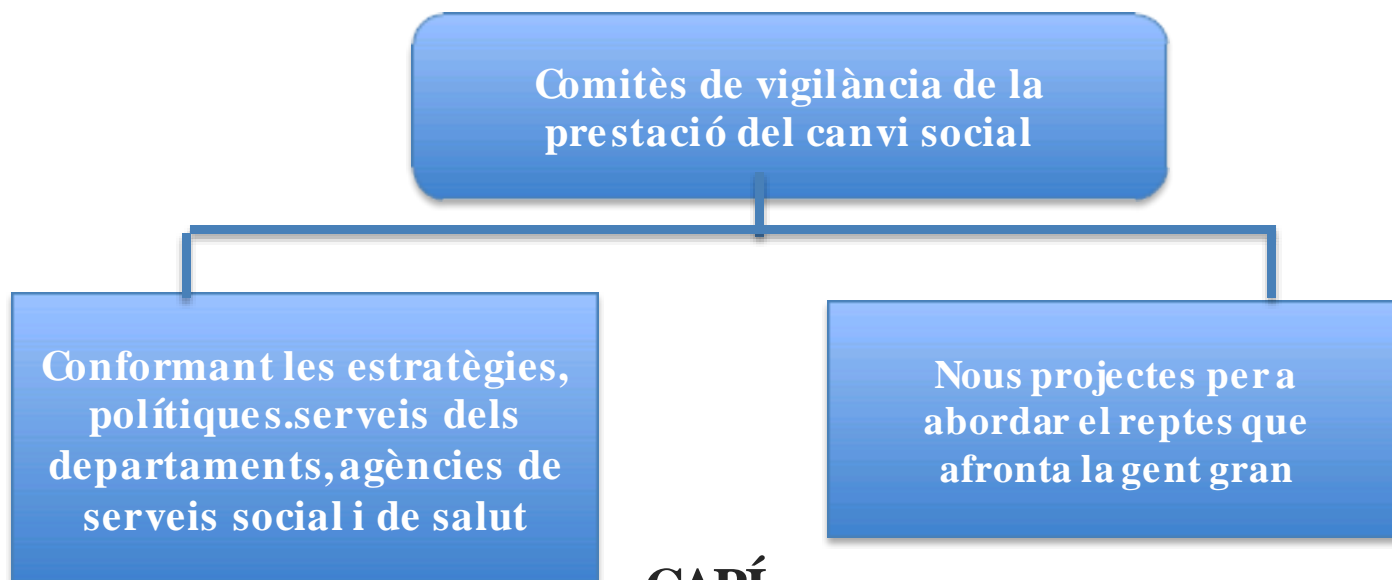 Comitès de vigilància de la
prestació del canvi social
Conformant les estratègies,
polítiques.serveis dels
departaments, agències de
serveis social i de salut
Nous projectes per a
abordar el reptes que
afronta la gent gran
CAPÍ